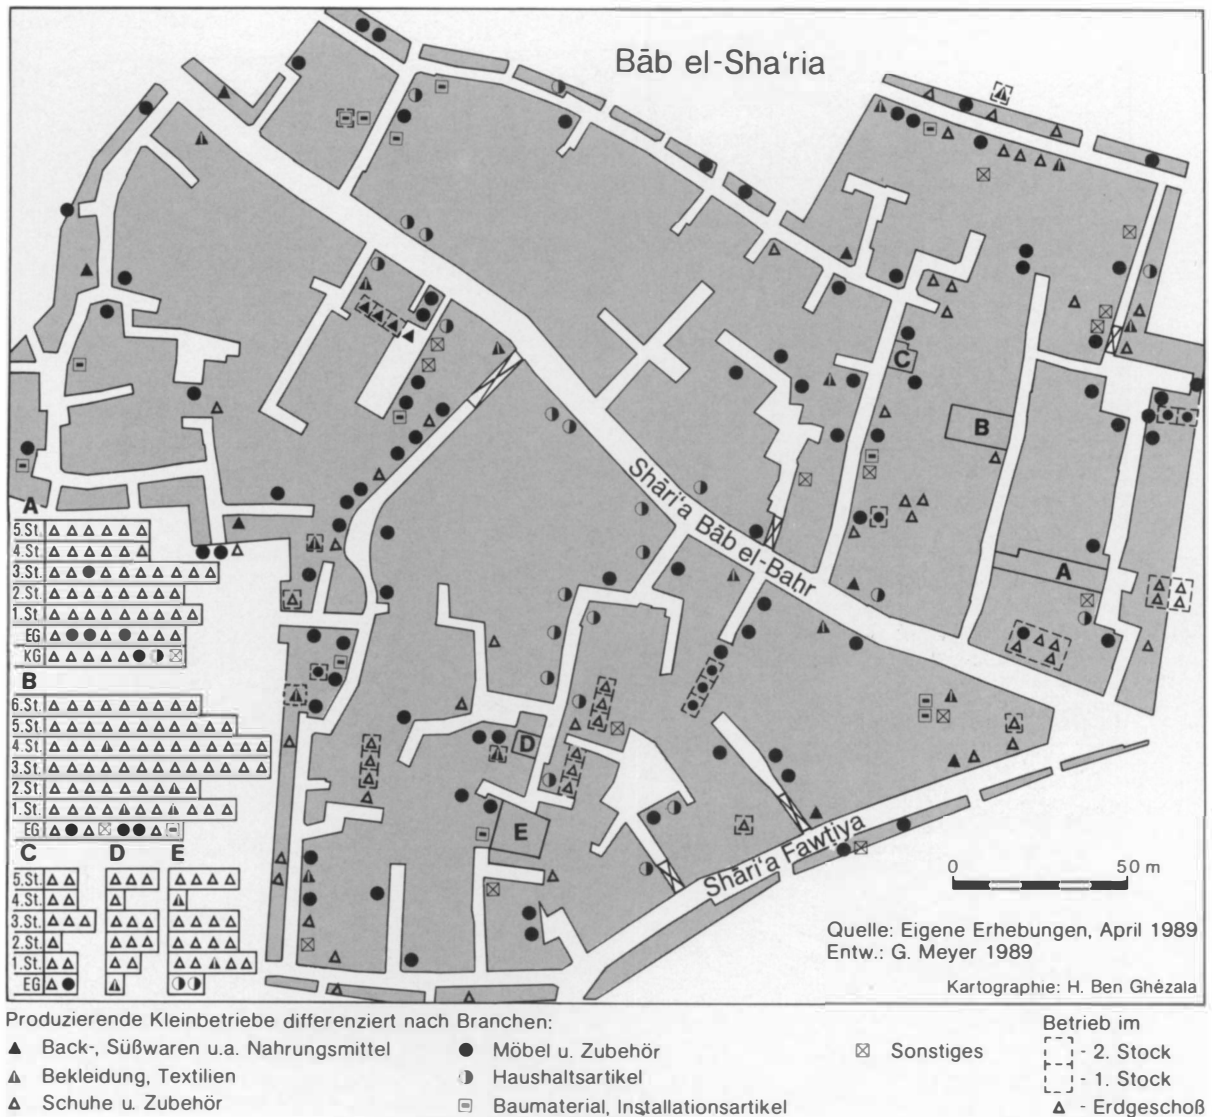 Bāb el-Sha'ria
C
B
A
Shāri'a Bāb el-Baḥr
D
E
Shāri'a Fawtiya
A
5.St.
4.St.
3.St.
2.St.
1.St
EG
KG
B
6.St.
5.St.
4.St.
3.St.
2.St.
1.St.
EG
C D E
5.St.
4.St.
3.St.
2.St.
1.St.
EG
0 50 m
Quelle: Eigene Erhebungen, April 1989
Entw.: G. Meyer 1989
Kartographie: H. Ben Ghézala
Produzierende Kleinbetriebe differenziert nach Branchen:
Back-, Süßwaren u.a. Nahrungsmittel
Bekleidung, Textilien
Schuhe u. Zubehör
Möbel u. Zubehör
Haushaltsartikel
Baumaterial, Installationsartikel
Sonstiges
Betrieb im
- 2. Stock
- 1. Stock
- Erdgeschoß